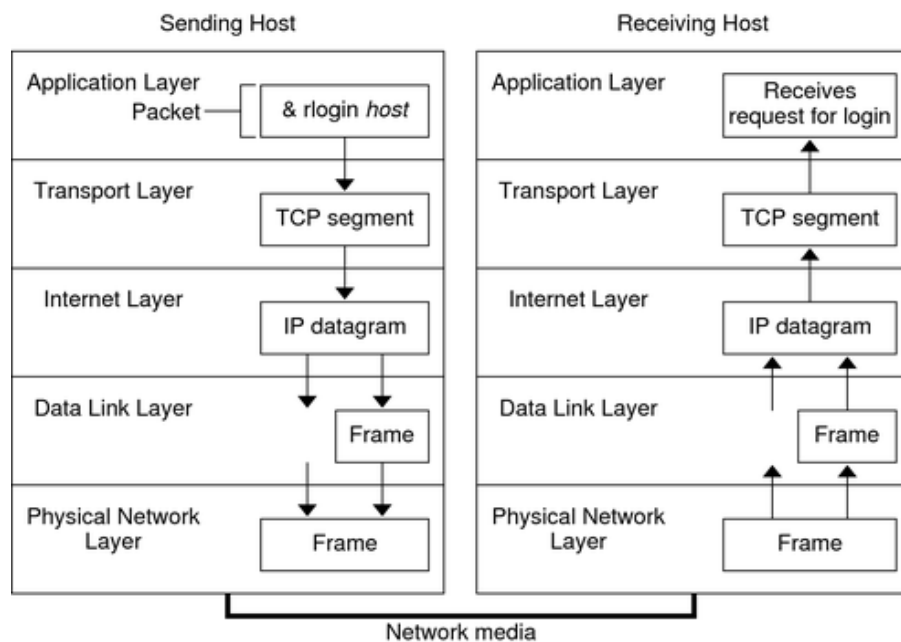 Sending Host
Application Layer
Packet
& rlogin host
Transport Layer
TCP segment
Internet Layer
IP datagram
Data Link Layer
Frame
Physical Network
Layer
Frame
Receiving Host
Application Layer
Receives
request for login
Transport Layer
TCP segment
Internet Layer
IP datagram
Data Link Layer
Frame
Physical Network
Layer
Frame
Network media